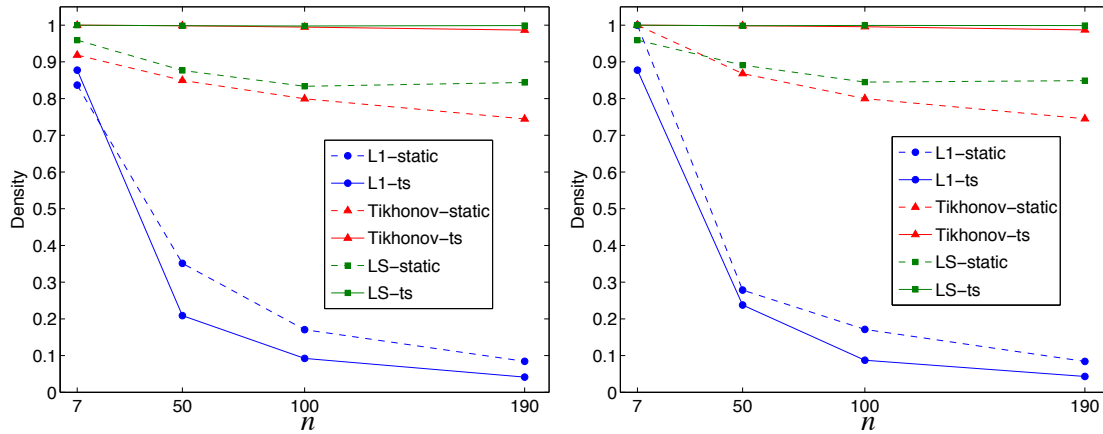 1
0.9
0.8
0.7
0.6
0.5
0.4
0.3
0.2
0.1
0
Density
7
50
100
190
n
L1−static
L1−ts
Tikhonov−static
Tikhonov−ts
LS−static
LS−ts
1
0.9
0.8
0.7
0.6
0.5
0.4
0.3
0.2
0.1
0
Density
7
50
100
190
n
L1−static
L1−ts
Tikhonov−static
Tikhonov−ts
LS−static
LS−ts